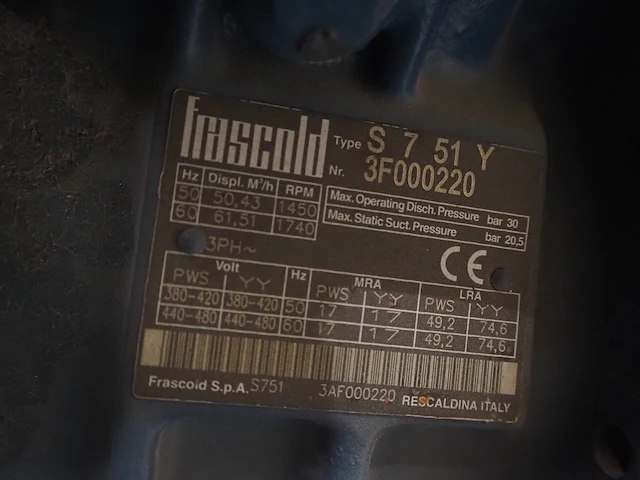 Frascold Type S 7 51 Y
Nr. 3F000220
Hz Displ. M³/h RPM
50 50,43 1450
60 61,51 1740
Max. Operating Disch. Pressure bar 30
Max. Static Suct. Pressure bar 20,5
3PH~
CE
Volt Hz MRA LRA
PWS YY PWS YY PWS YY
380-420 380-420 50 17 17 49,2 74,6
440-480 440-480 60 17 17 49,2 74,6
Frascold S.p.A. S751 3AF000220 RESCALDINA ITALY